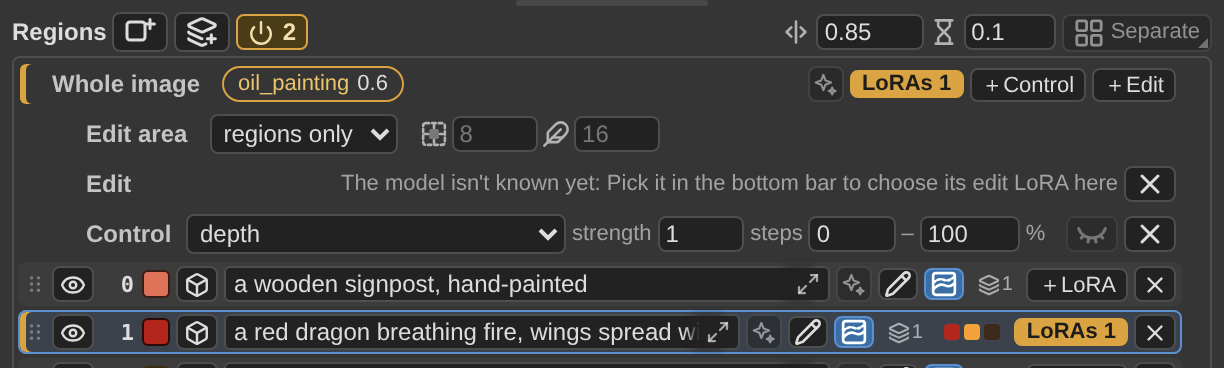 Regions 2 0.85 0.1 Separate
Whole image oil_painting 0.6 LoRAs 1 +Control +Edit
Edit area regions only 8 16
Edit The model isn't known yet: Pick it in the bottom bar to choose its edit LoRA here
Control depth strength 1 steps 0 – 100 %
0 a wooden signpost, hand-painted 1 +LoRA
1 a red dragon breathing fire, wings spread 1 LoRAs 1